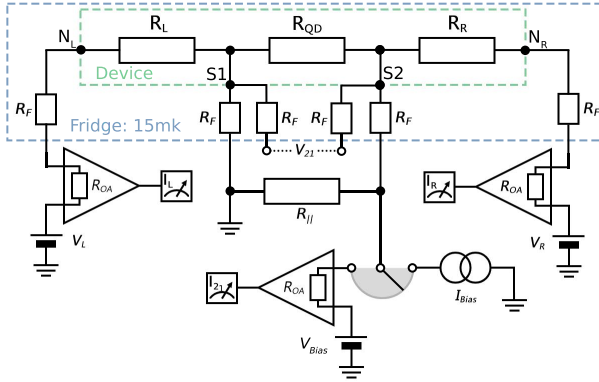 R_L R_QD R_R
N_L N_R
Device S1 S2
R_F R_F R_F R_F R_F R_F
Fridge: 15mk
V_21
I_L R_OA R_OA I_R
R_||
V_L V_R
I_21 R_OA
I_Bias
V_Bias